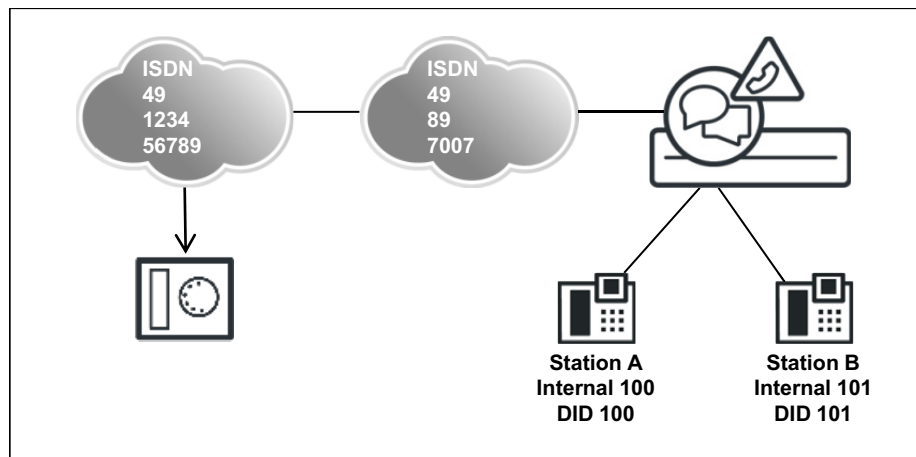 ISDN
49
1234
56789
ISDN
49
89
7007
Station A
Internal 100
DID 100
Station B
Internal 101
DID 101